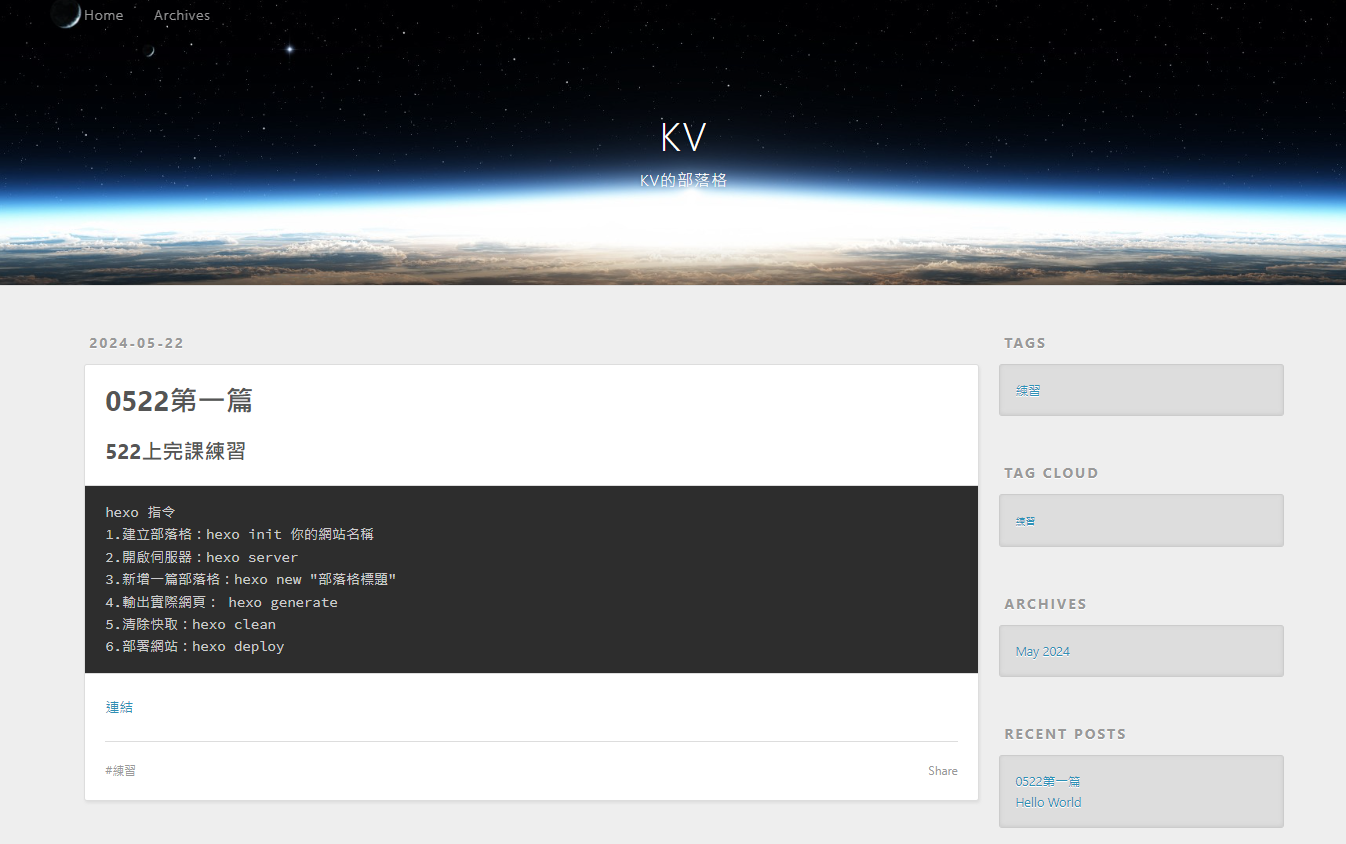 Home Archives
KV
KV的部落格
2024-05-22
0522第一篇
522上完課練習
hexo 指令
1.建立部落格：hexo init 你的網站名稱
2.開啟伺服器：hexo server
3.新增一篇部落格：hexo new "部落格標題"
4.輸出實際網頁： hexo generate
5.清除快取：hexo clean
6.部署網站：hexo deploy
連結
#練習 Share
TAGS
練習
TAG CLOUD
練習
ARCHIVES
May 2024
RECENT POSTS
0522第一篇
Hello World